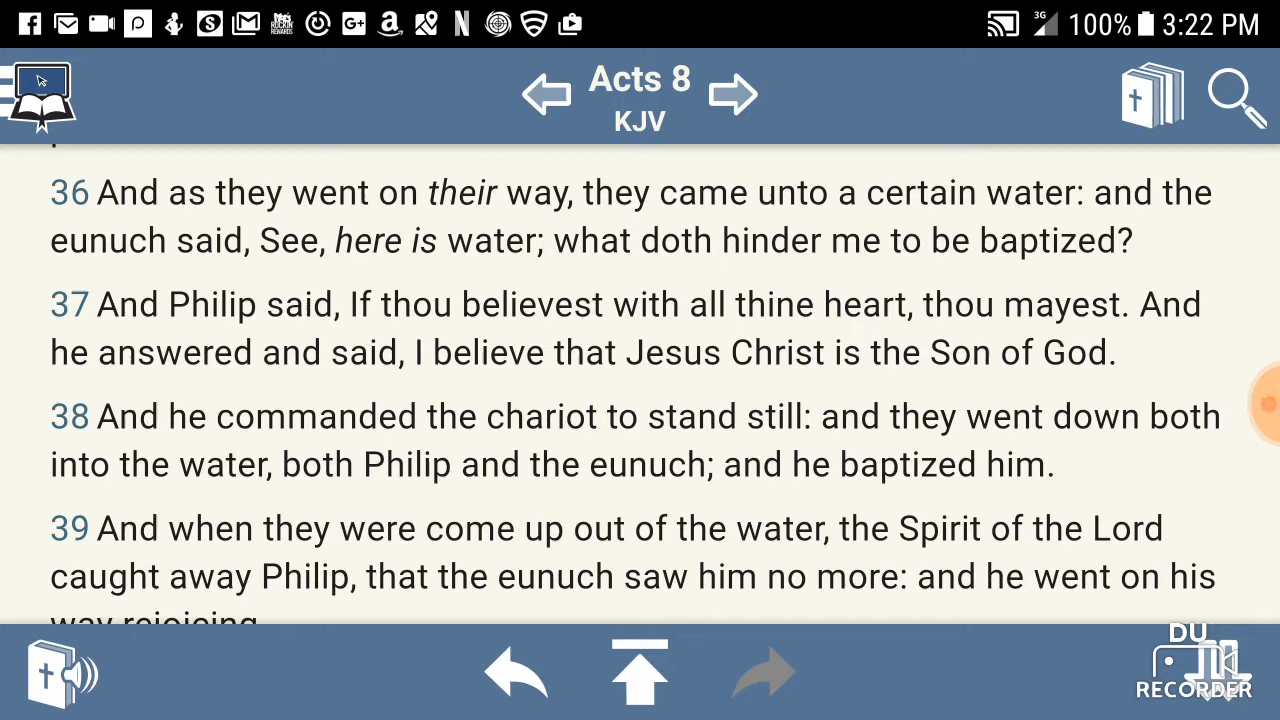 G+ a N 3G 100% 3:22 PM
Acts 8
KJV
36 And as they went on their way, they came unto a certain water: and the
eunuch said, See, here is water; what doth hinder me to be baptized?
37 And Philip said, If thou believest with all thine heart, thou mayest. And
he answered and said, I believe that Jesus Christ is the Son of God.
38 And he commanded the chariot to stand still: and they went down both
into the water, both Philip and the eunuch; and he baptized him.
39 And when they were come up out of the water, the Spirit of the Lord
caught away Philip, that the eunuch saw him no more: and he went on his
way rejoicing
DU
RECORDER